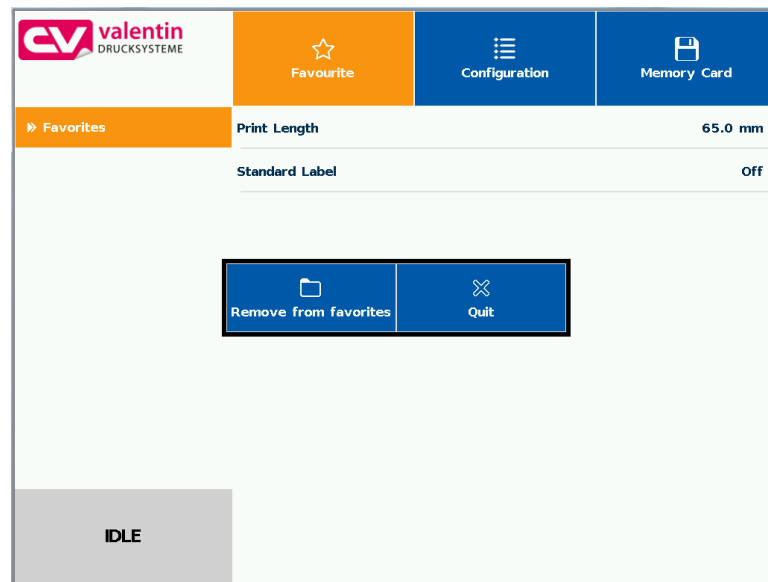 CV valentin
DRUCKSYSTEME
Favourite
Configuration
Memory Card
Favorites
Print Length 65.0 mm
Standard Label Off
Remove from favorites
Quit
IDLE